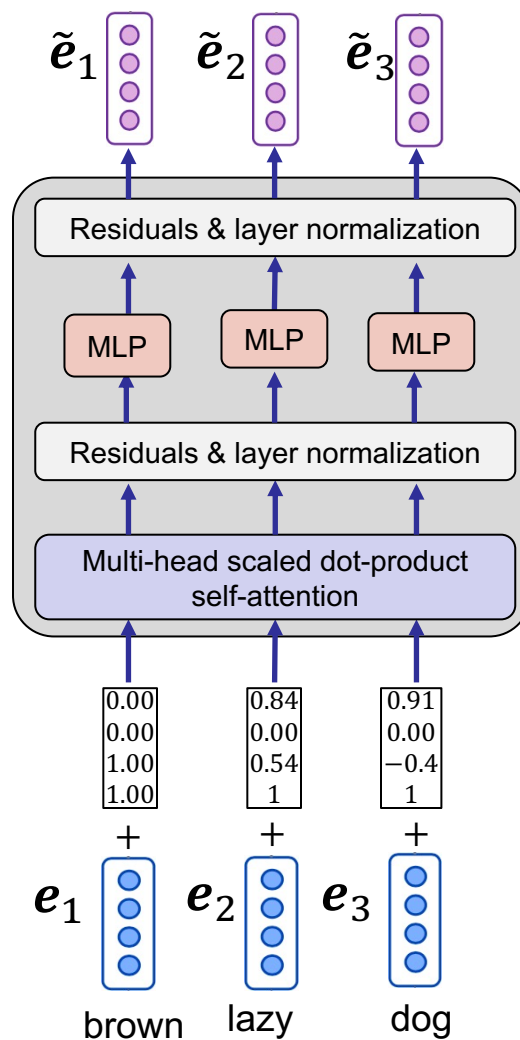 ẽ₁ ẽ₂ ẽ₃
Residuals & layer normalization
MLP MLP MLP
Residuals & layer normalization
Multi-head scaled dot-product
self-attention
0.00 0.84 0.91
0.00 0.00 0.00
1.00 0.54 −0.4
1.00 1 1
+ + +
e₁ e₂ e₃
brown lazy dog